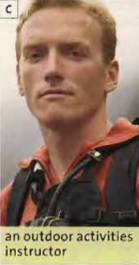 C
an outdoor activities
instructor